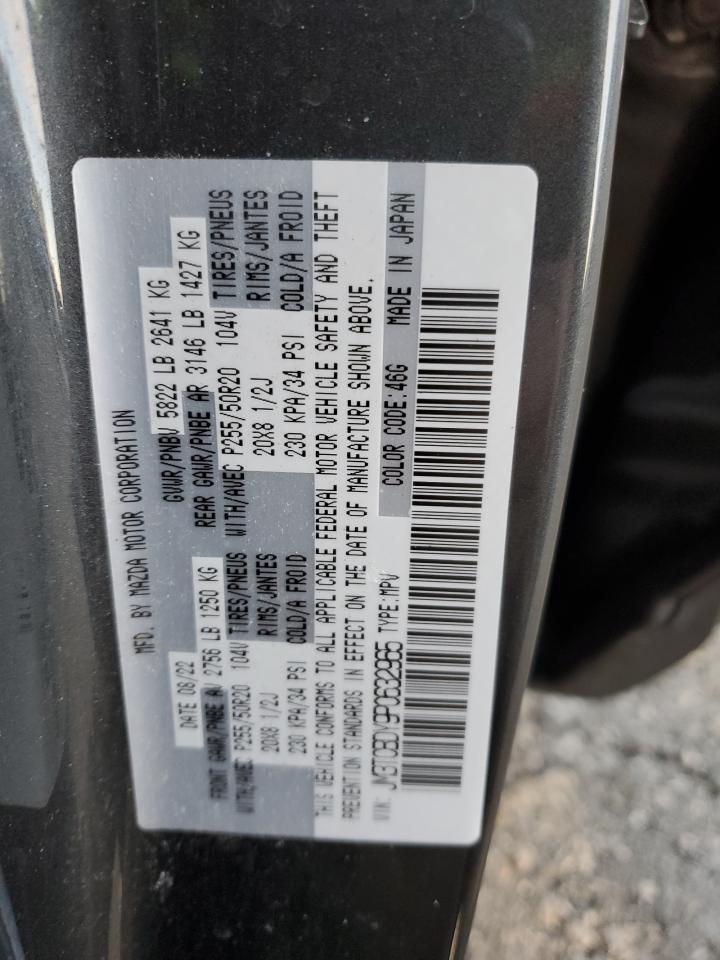 MFD. BY MAZDA MOTOR CORPORATION
DATE 08/22 GVWR/PNBV 5822 LB 2641 KG
FRONT GAWR/PNBE AV 2756 LB 1250 KG REAR GAWR/PNBE AR 3146 LB 1427 KG
WITH/AVEC P255/50R20 104V TIRES/PNEUS WITH/AVEC P255/50R20 104V TIRES/PNEUS
20X8 1/2J RIMS/JANTES 20X8 1/2J RIMS/JANTES
230 KPA/34 PSI COLD/A FROID 230 KPA/34 PSI COLD/A FROID
THIS VEHICLE CONFORMS TO ALL APPLICABLE FEDERAL MOTOR VEHICLE SAFETY AND THEFT
PREVENTION STANDARDS IN EFFECT ON THE DATE OF MANUFACTURE SHOWN ABOVE.
VIN: JM3TCBDY9P0632965 TYPE:MPV COLOR CODE:46G MADE IN JAPAN